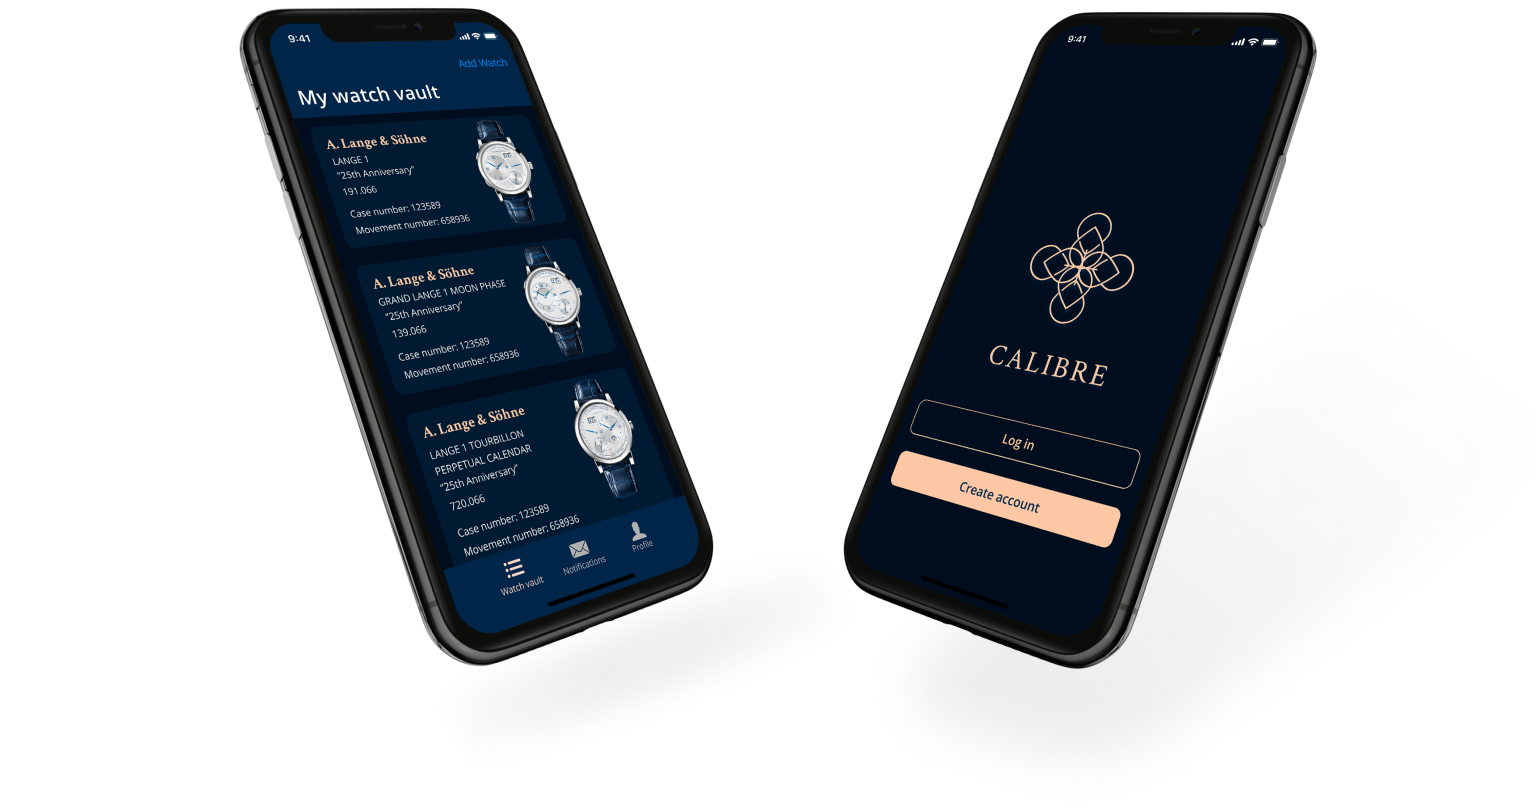 9:41
Add Watch
My watch vault
A. Lange & Söhne
LANGE 1
"25th Anniversary"
191.066
Case number: 123589
Movement number: 658936
A. Lange & Söhne
GRAND LANGE 1 MOON PHASE
"25th Anniversary"
139.066
Case number: 123589
Movement number: 658936
A. Lange & Söhne
LANGE 1 TOURBILLON
PERPETUAL CALENDAR
"25th Anniversary"
720.066
Case number: 123589
Movement number: 658936
Watch vault
Notifications
Profile
9:41
CALIBRE
Log in
Create account